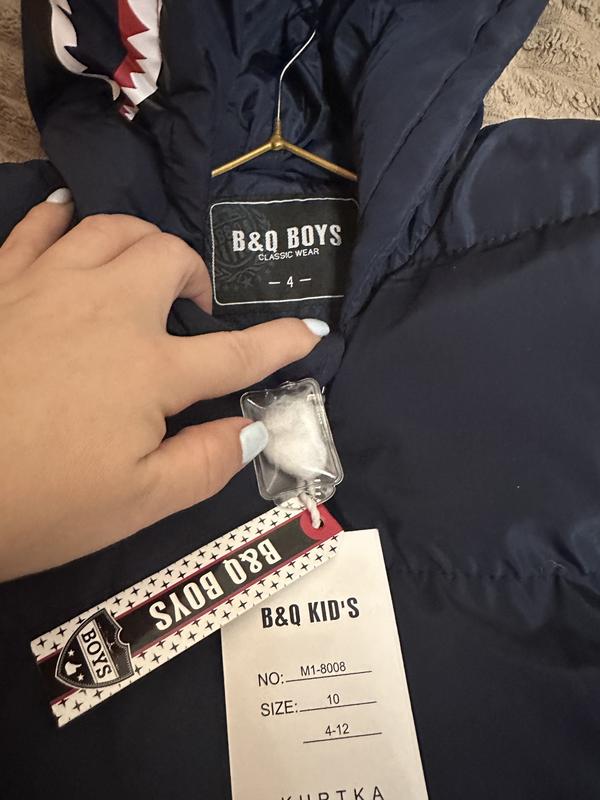 B&Q BOYS
CLASSIC WEAR
— 4 —
B&Q BOYS
BOYS
B&Q KID'S
NO: M1-8008
SIZE: 10
4-12
KURTKA